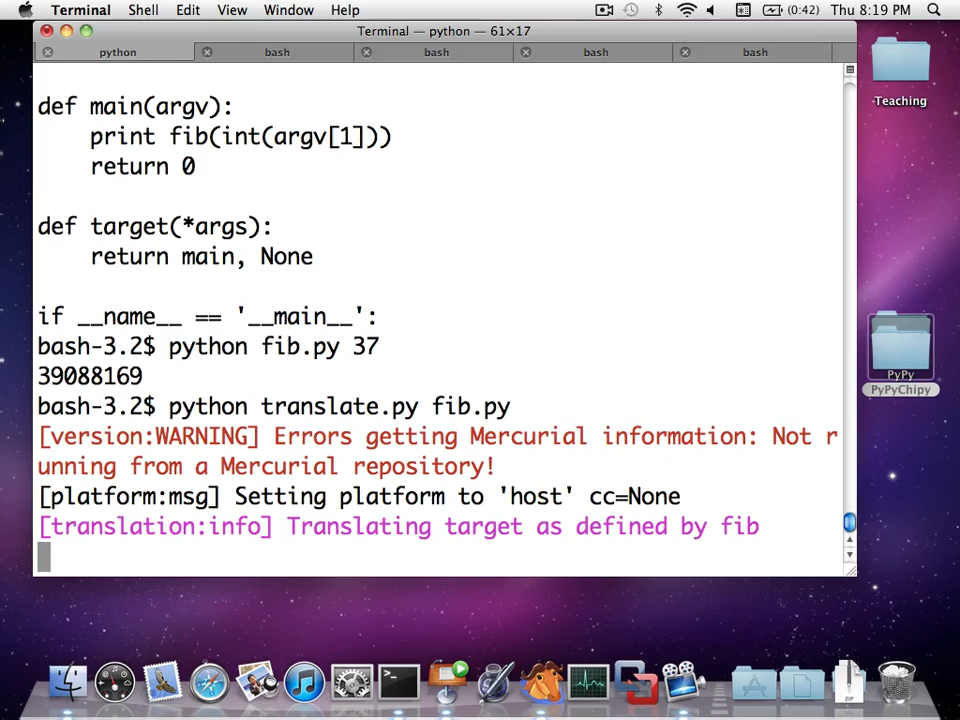 Terminal Shell Edit View Window Help (0:42) Thu 8:19 PM
Terminal — python — 61×17
python bash bash bash bash
def main(argv):
    print fib(int(argv[1]))
    return 0
def target(*args):
    return main, None
if __name__ == '__main__':
bash-3.2$ python fib.py 37
39088169
bash-3.2$ python translate.py fib.py
[version:WARNING] Errors getting Mercurial information: Not r
unning from a Mercurial repository!
[platform:msg] Setting platform to 'host' cc=None
[translation:info] Translating target as defined by fib
Teaching
PyPy
PyPyChipy
ZIP